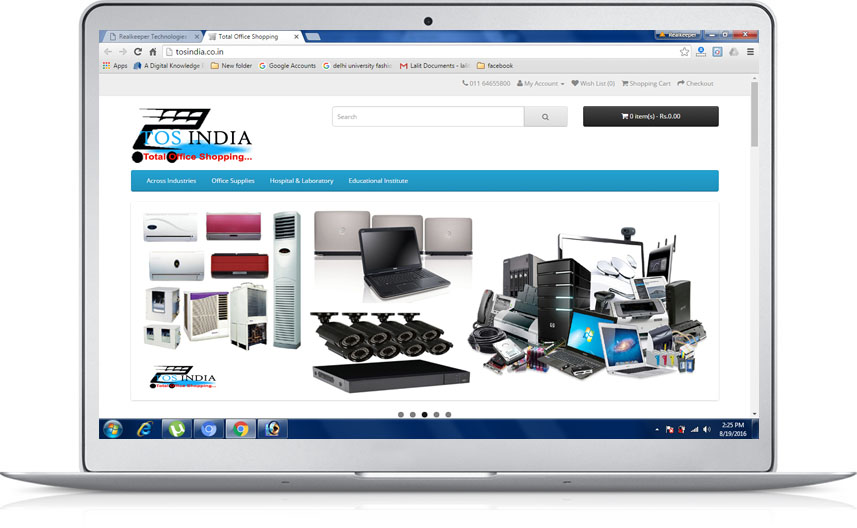 Realkeeper Technologies
Total Office Shopping
Realkeeper
tosindia.co.in
Apps
A Digital Knowledge
New folder
Google Accounts
delhi university fashi
Lalit Documents - lali
facebook
011 64655800
My Account
Wish List (0)
Shopping Cart
Checkout
TOS INDIA
Total Office Shopping...
Search
0 item(s) - Rs.0.00
Across Industries
Office Supplies
Hospital & Laboratory
Educational Institute
TOS INDIA
Total Office Shopping...
2:25 PM
8/19/2016